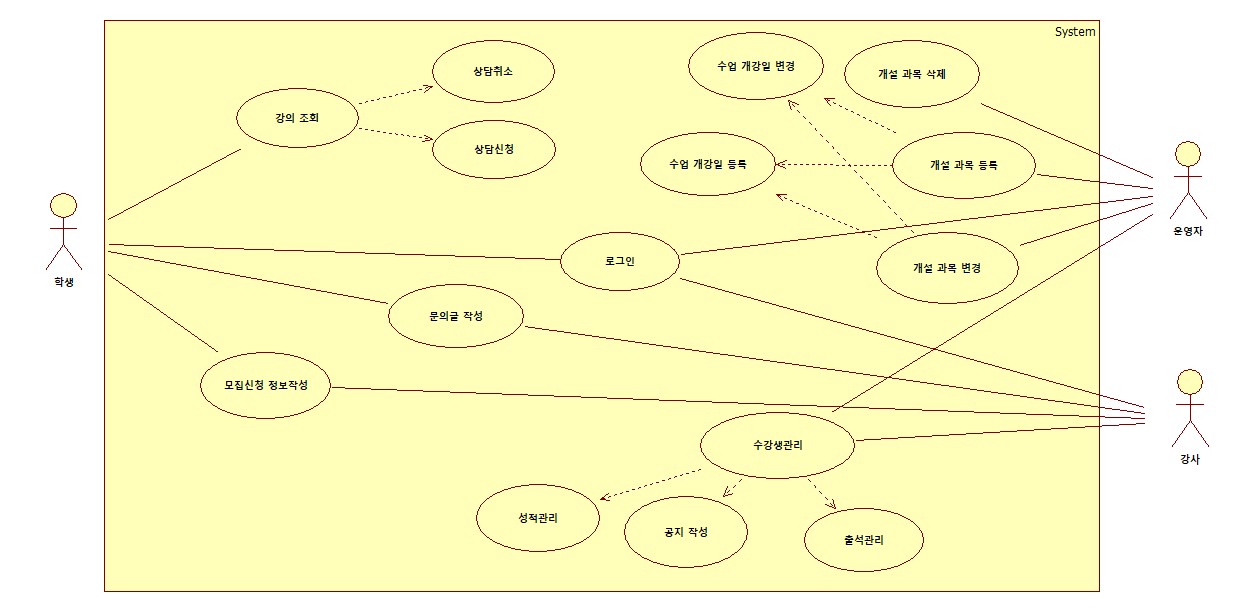 System
상담취소
수업 개강일 변경
개설 과목 삭제
강의 조회
상담신청
수업 개강일 등록
개설 과목 등록
운영자
학생
로그인
개설 과목 변경
문의글 작성
모집신청 정보작성
수강생관리
강사
성적관리
공지 작성
출석관리